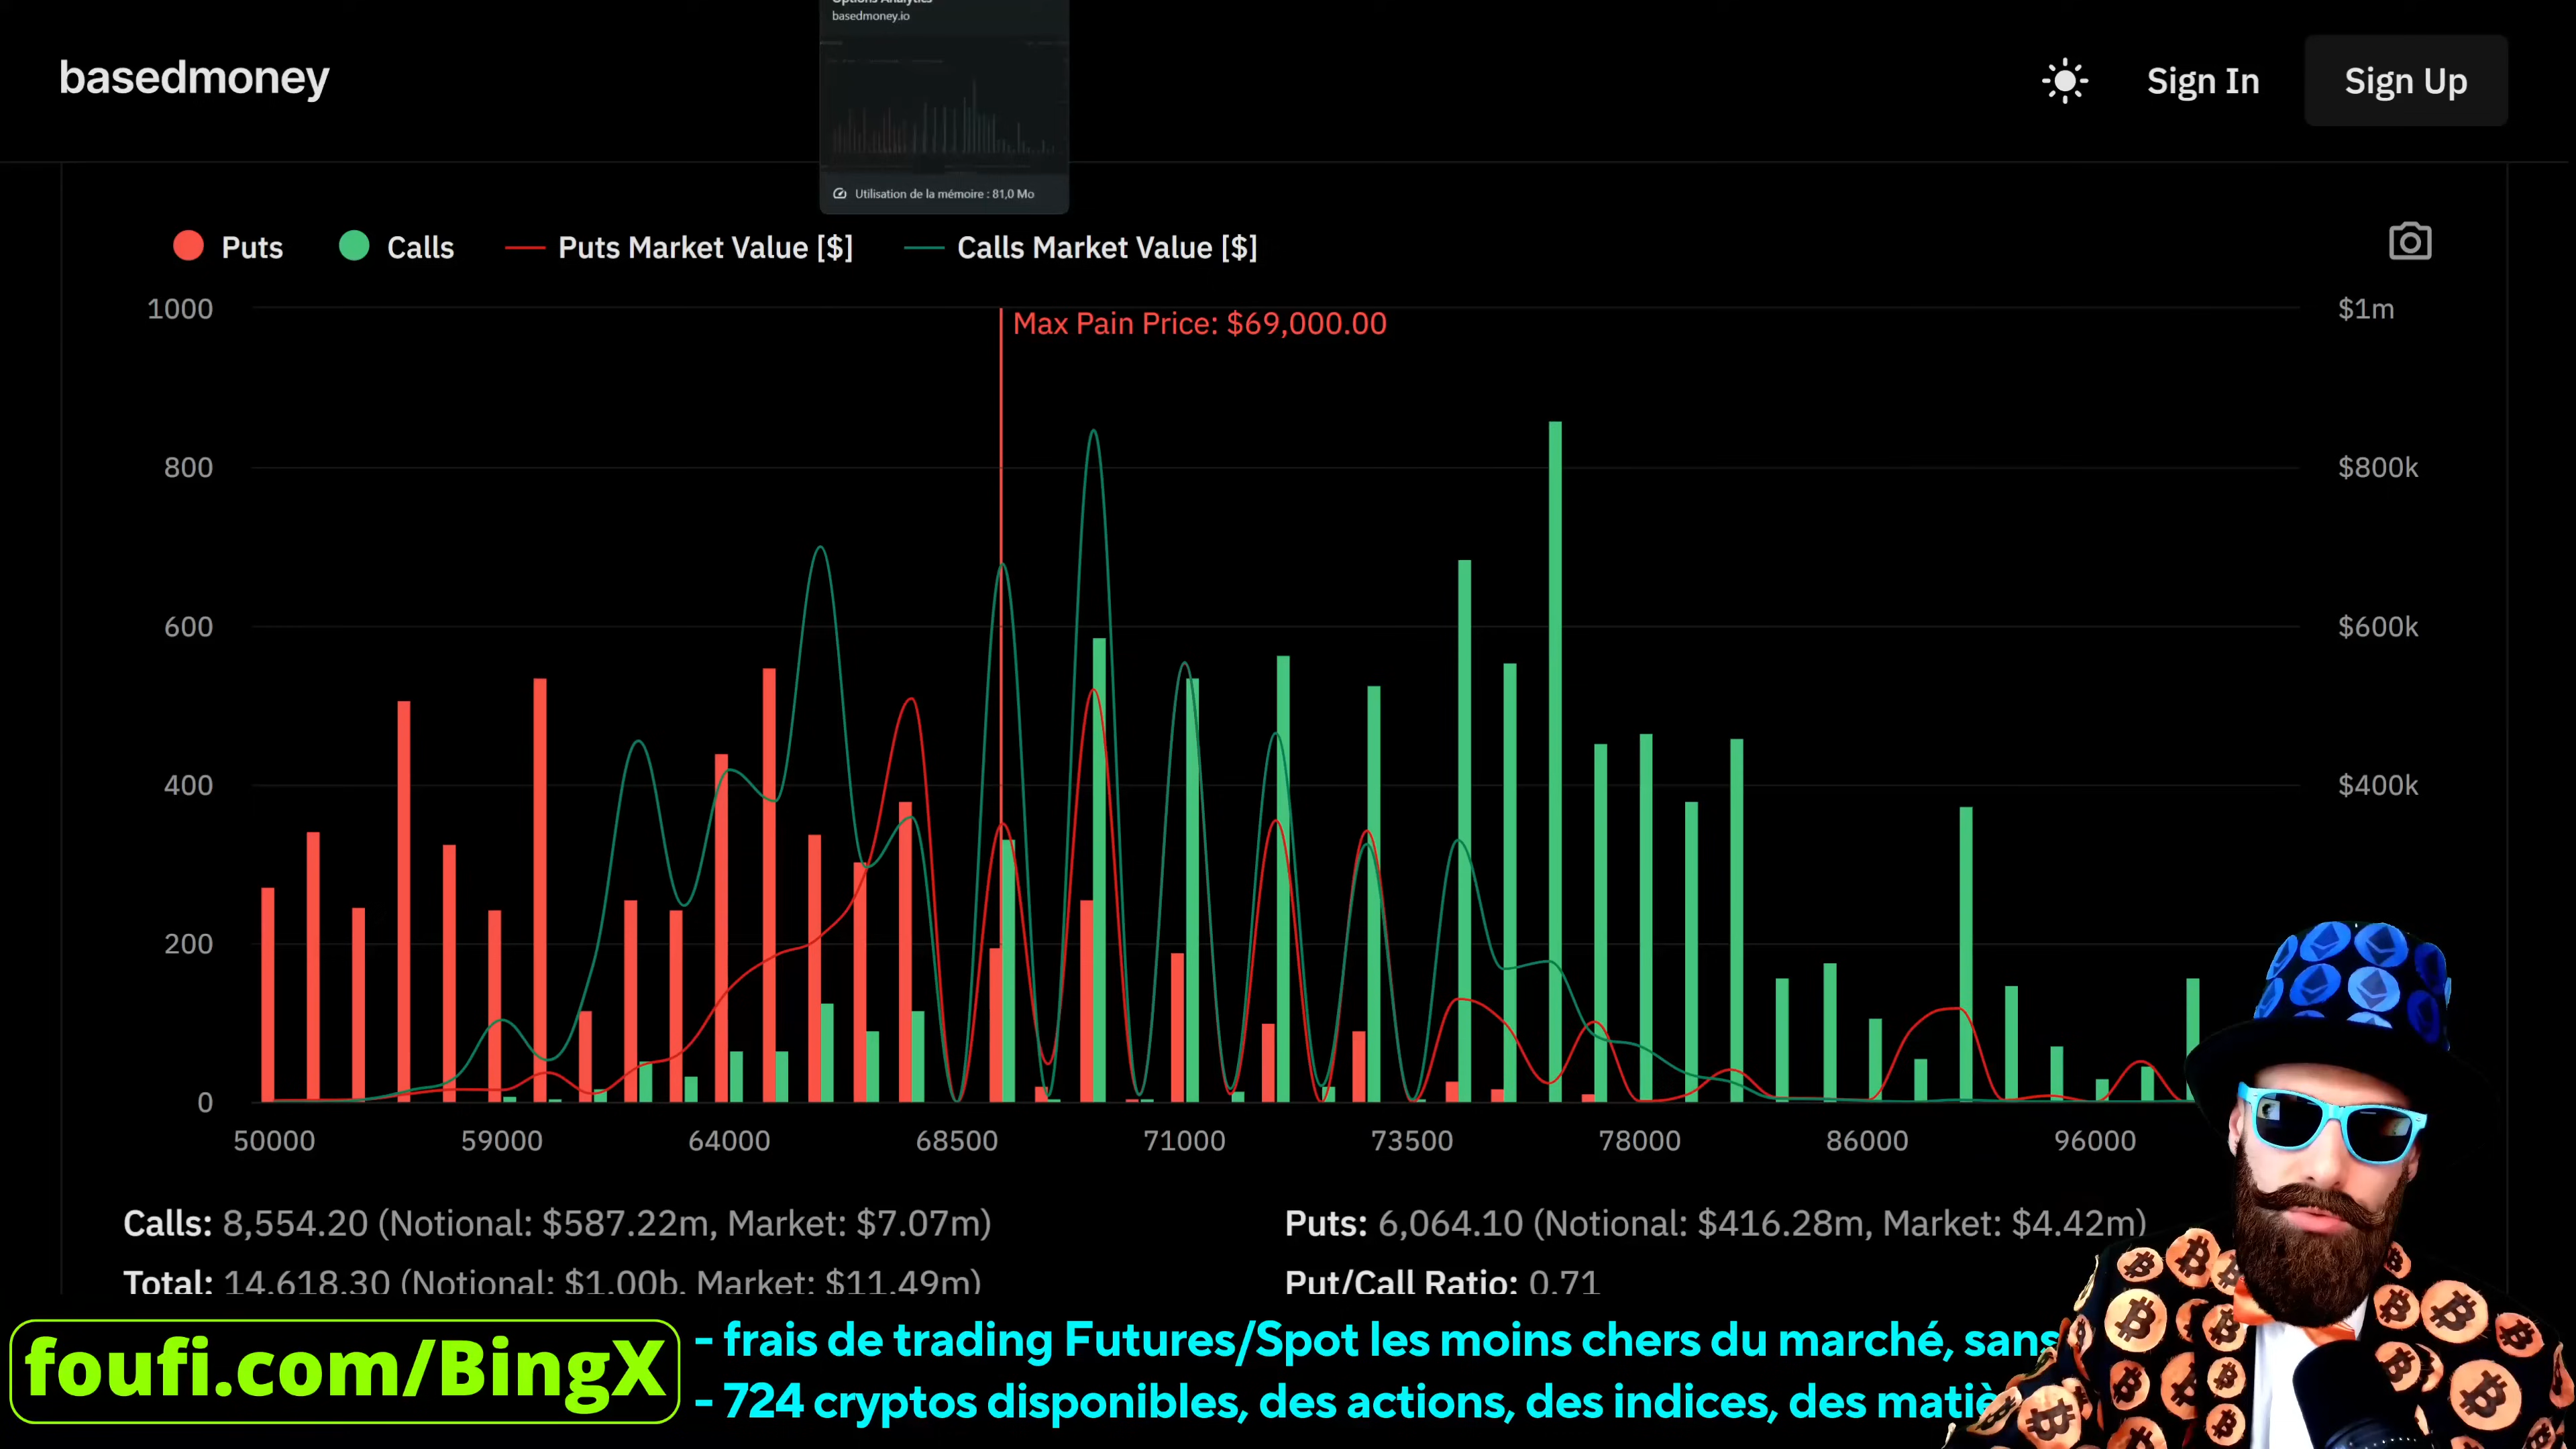 Options Analytics
basedmoney.io
basedmoney
Sign In
Sign Up
Utilisation de la mémoire : 81,0 Mo
Puts
Calls
Puts Market Value [$]
Calls Market Value [$]
1000
$1m
Max Pain Price: $69,000.00
800
$800k
600
$600k
400
$400k
200
0
50000
59000
64000
68500
71000
73500
78000
86000
96000
Calls: 8,554.20 (Notional: $587.22m, Market: $7.07m)
Puts: 6,064.10 (Notional: $416.28m, Market: $4.42m)
Total: 14,618.30 (Notional: $1.00b, Market: $11.49m)
Put/Call Ratio: 0.71
foufi.com/BingX
- frais de trading Futures/Spot les moins chers du marché, sans
- 724 cryptos disponibles, des actions, des indices, des matiè